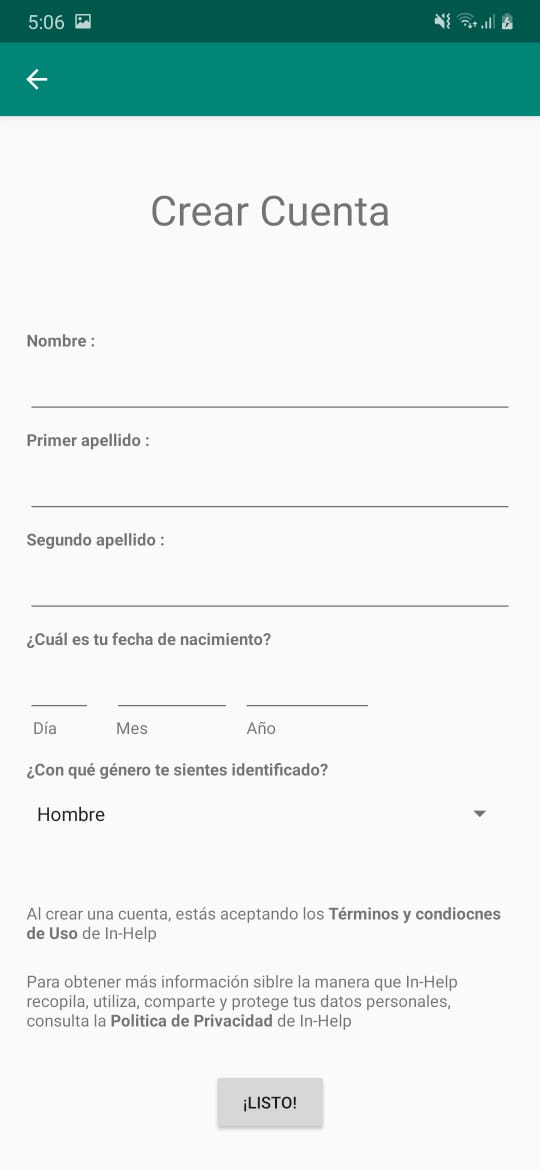 5:06
Crear Cuenta
Nombre :
Primer apellido :
Segundo apellido :
¿Cuál es tu fecha de nacimiento?
Día Mes Año
¿Con qué género te sientes identificado?
Hombre
Al crear una cuenta, estás aceptando los Términos y condiocnes
de Uso de In-Help
Para obtener más información siblre la manera que In-Help
recopila, utiliza, comparte y protege tus datos personales,
consulta la Politica de Privacidad de In-Help
¡LISTO!